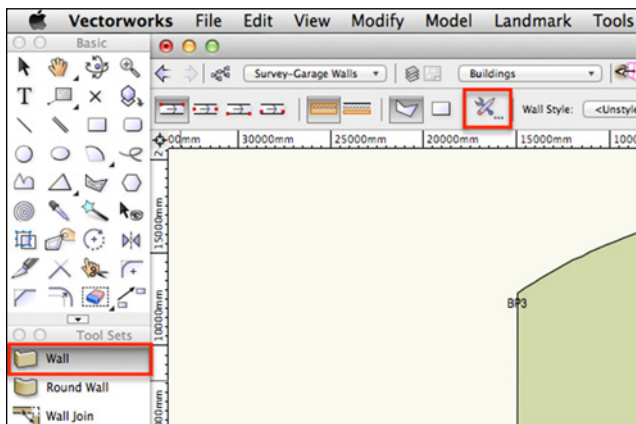 Vectorworks File Edit View Modify Model Landmark Tools
Basic
Survey-Garage Walls
Buildings
T
Wall Style: <Unstyle
00mm 30000mm 25000mm 20000mm 15000mm 1000
15000mm
10000mm
BP3
Tool Sets
Wall
Round Wall
Wall Join